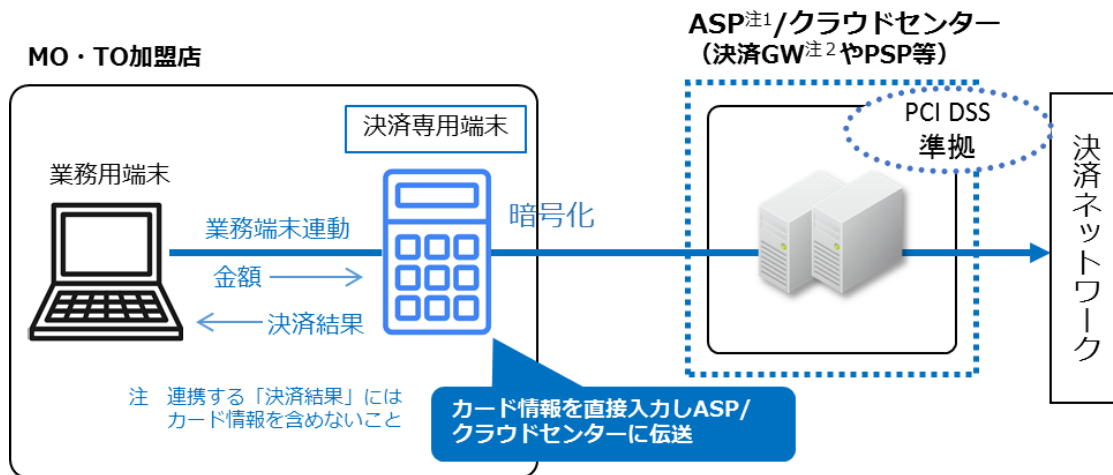 MO・TO加盟店
ASP注1/クラウドセンター
（決済GW注２やPSP等）
決済専用端末
PCI DSS
準拠
業務用端末
業務端末連動
暗号化
金額
決済結果
決済ネットワーク
注　連携する「決済結果」には
カード情報を含めないこと
カード情報を直接入力しASP/
クラウドセンターに伝送